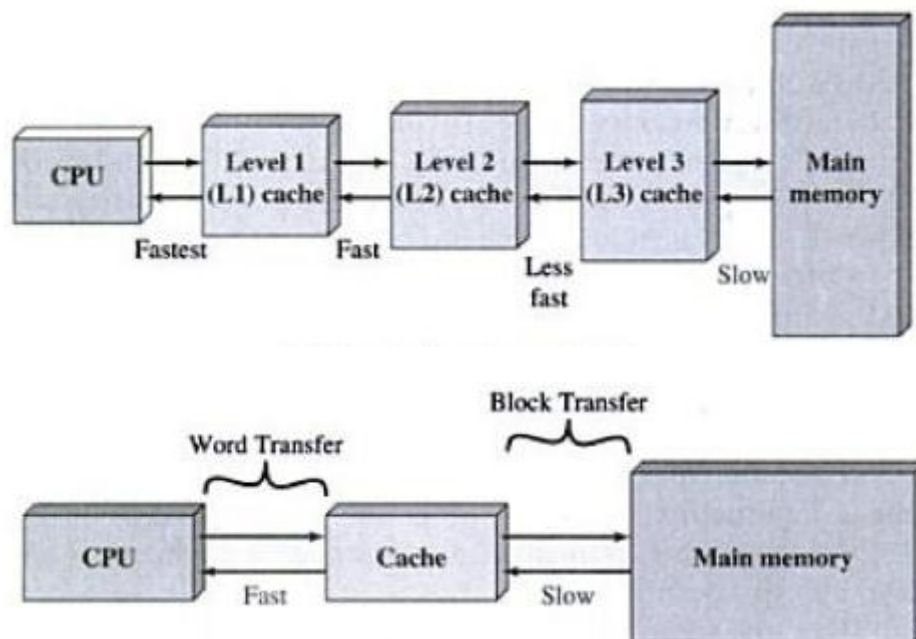 CPU
Level 1
(L1) cache
Level 2
(L2) cache
Level 3
(L3) cache
Main
memory
Fastest
Fast
Less
fast
Slow
Block Transfer
Word Transfer
CPU
Cache
Main memory
Fast
Slow